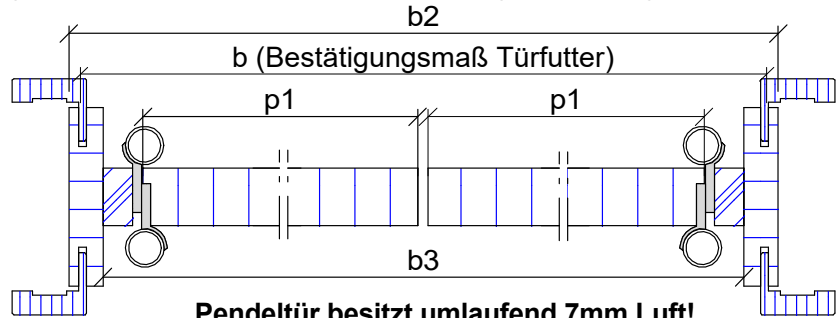 b2
b (Bestätigungsmaß Türfutter)
p1 p1
b3
Pendeltür besitzt umlaufend 7mm Luft!